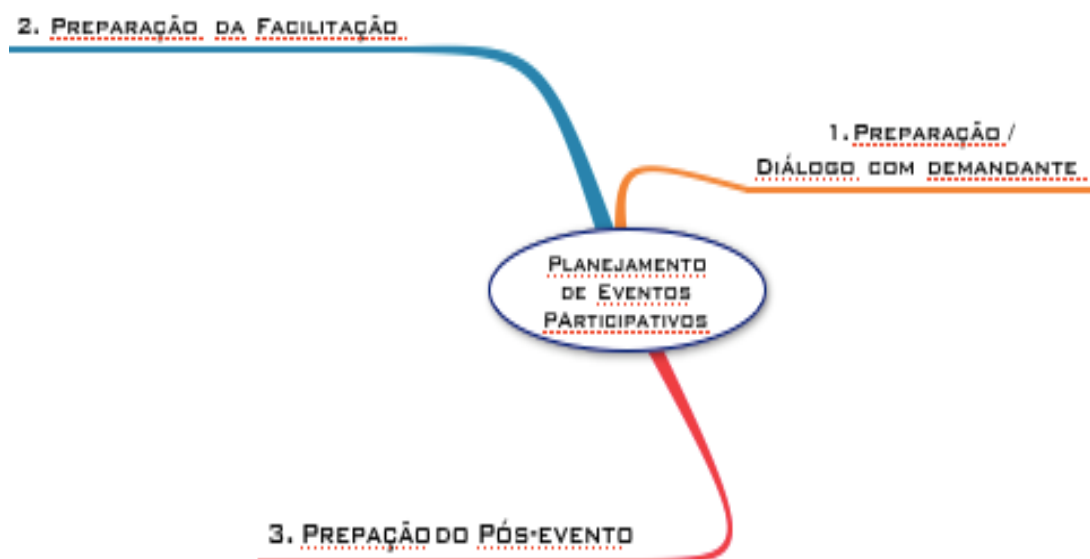 2. Preparação da Facilitação
1. Preparação /
Diálogo com demandante
Planejamento
de Eventos
PArticipativos
3. Prepação do Pós-evento